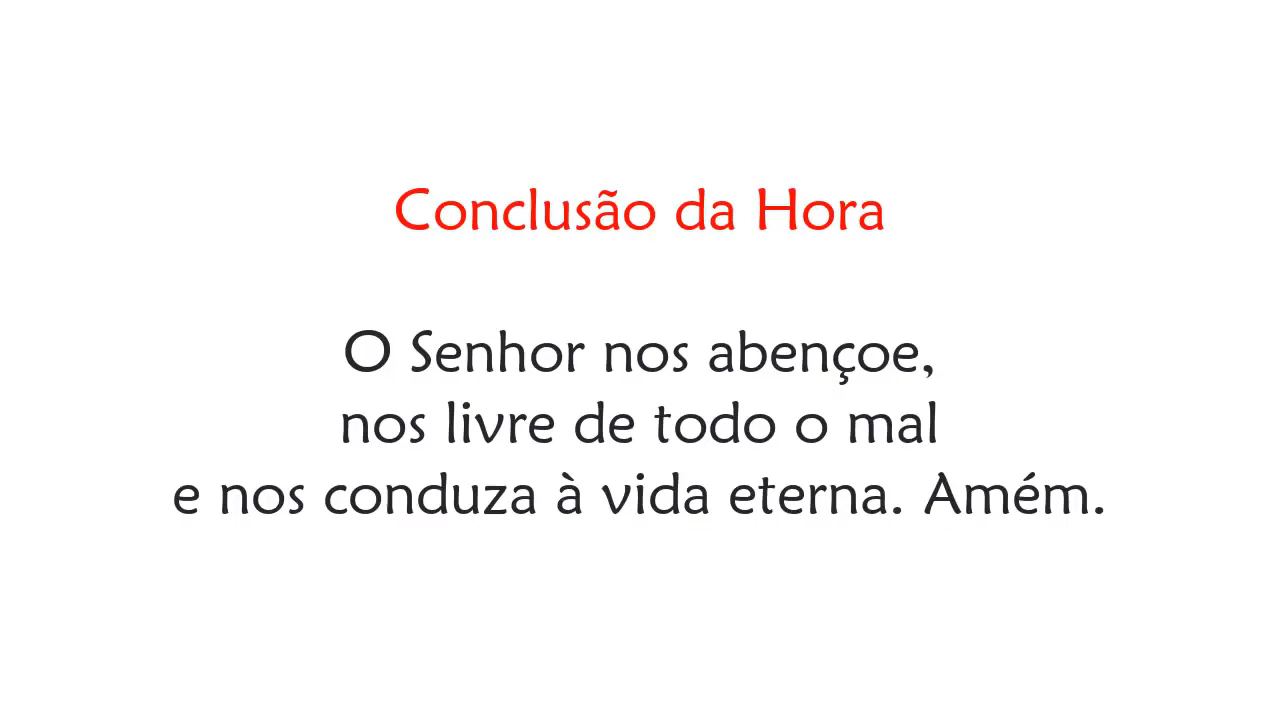 Conclusão da Hora
O Senhor nos abençoe,
nos livre de todo o mal
e nos conduza à vida eterna. Amém.